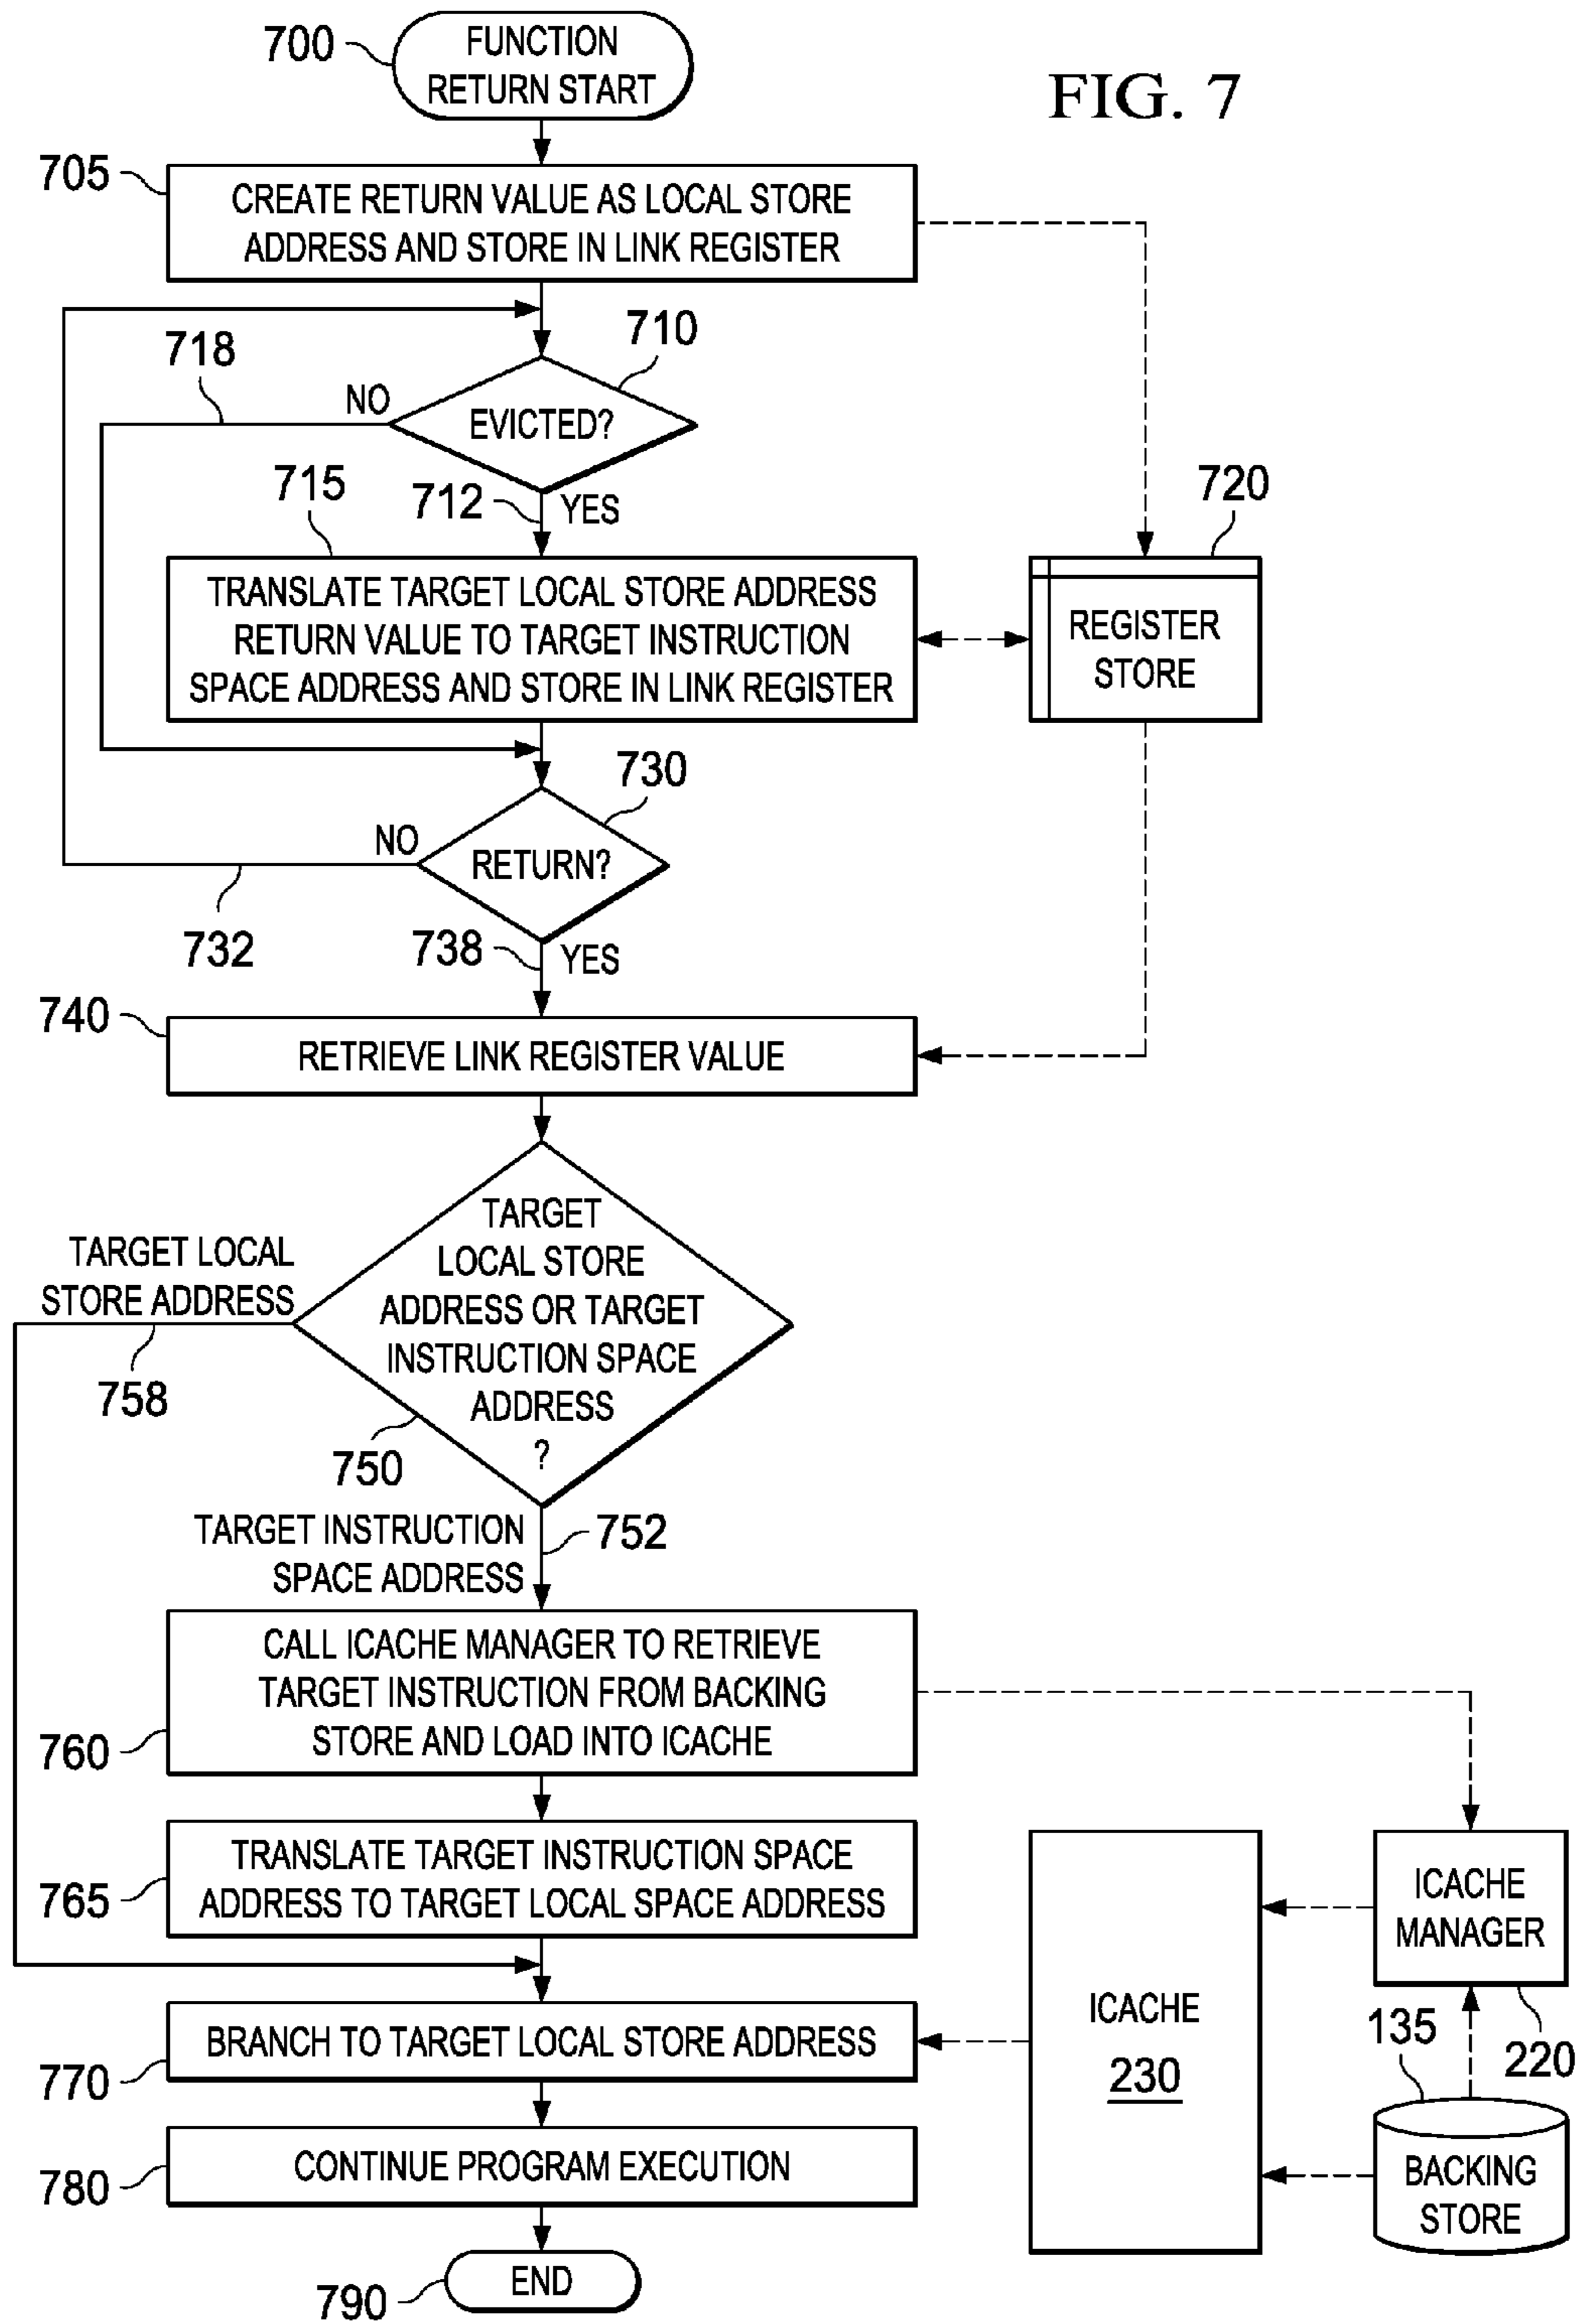 FIG. 7
700
FUNCTION
RETURN START
705
CREATE RETURN VALUE AS LOCAL STORE
ADDRESS AND STORE IN LINK REGISTER
710
718
NO
EVICTED?
715
712
YES
720
TRANSLATE TARGET LOCAL STORE ADDRESS
RETURN VALUE TO TARGET INSTRUCTION
SPACE ADDRESS AND STORE IN LINK REGISTER
REGISTER
STORE
730
NO
RETURN?
732
738
YES
740
RETRIEVE LINK REGISTER VALUE
TARGET
LOCAL STORE
ADDRESS OR TARGET
INSTRUCTION SPACE
ADDRESS
?
TARGET LOCAL
STORE ADDRESS
758
750
TARGET INSTRUCTION
SPACE ADDRESS
752
CALL ICACHE MANAGER TO RETRIEVE
TARGET INSTRUCTION FROM BACKING
STORE AND LOAD INTO ICACHE
760
TRANSLATE TARGET INSTRUCTION SPACE
ADDRESS TO TARGET LOCAL SPACE ADDRESS
765
ICACHE
MANAGER
220
ICACHE
230
135
BRANCH TO TARGET LOCAL STORE ADDRESS
770
BACKING
STORE
CONTINUE PROGRAM EXECUTION
780
END
790